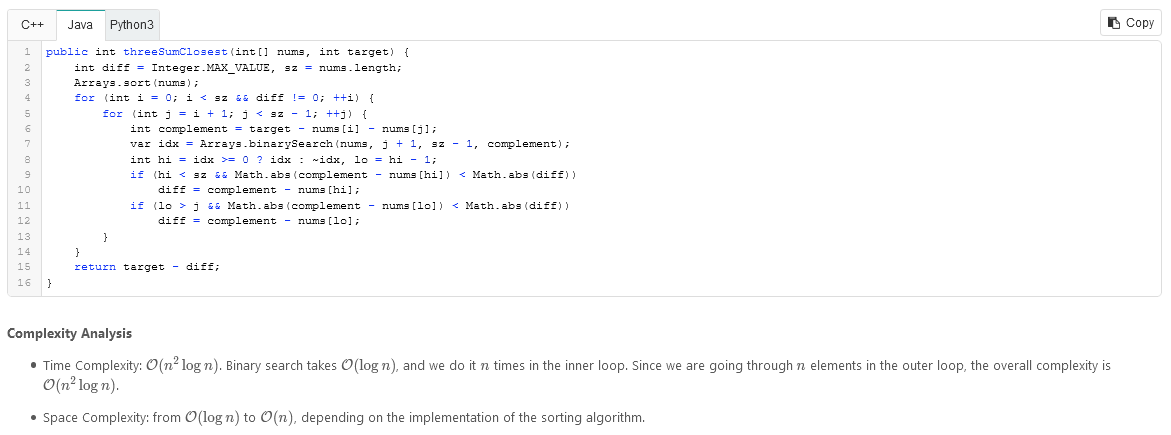 C++ Java Python3 Copy
1 public int threeSumClosest(int[] nums, int target) {
2     int diff = Integer.MAX_VALUE, sz = nums.length;
3     Arrays.sort(nums);
4     for (int i = 0; i < sz && diff != 0; ++i) {
5         for (int j = i + 1; j < sz - 1; ++j) {
6             int complement = target - nums[i] - nums[j];
7             var idx = Arrays.binarySearch(nums, j + 1, sz - 1, complement);
8             int hi = idx >= 0 ? idx : ~idx, lo = hi - 1;
9             if (hi < sz && Math.abs(complement - nums[hi]) < Math.abs(diff))
10                 diff = complement - nums[hi];
11             if (lo > j && Math.abs(complement - nums[lo]) < Math.abs(diff))
12                 diff = complement - nums[lo];
13         }
14     }
15     return target - diff;
16 }
Complexity Analysis
• Time Complexity: 𝒪(n² log n). Binary search takes 𝒪(log n), and we do it n times in the inner loop. Since we are going through n elements in the outer loop, the overall complexity is
𝒪(n² log n).
• Space Complexity: from 𝒪(log n) to 𝒪(n), depending on the implementation of the sorting algorithm.